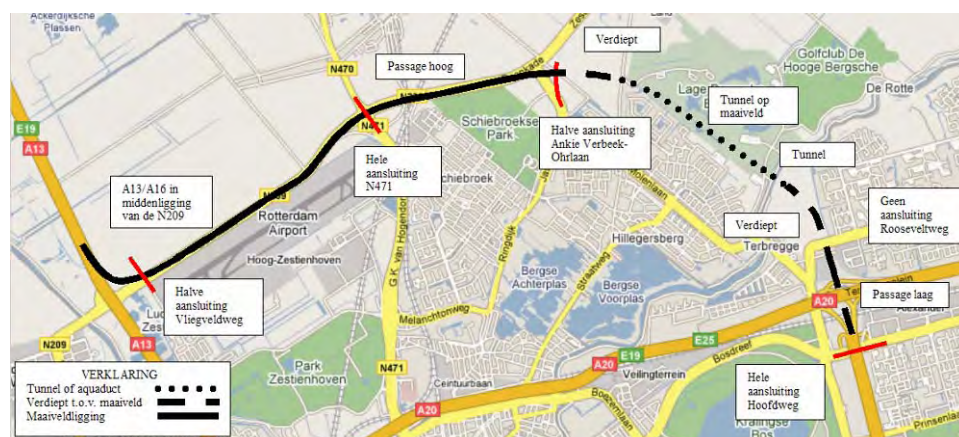 Ackerdijksche
Plassen
N470
Passage hoog
Verdiept
Golfclub De
Hooge Bergsche
De Rotte
E19
A13
N471
Schiebroekse
Park
Tunnel op
maaiveld
Halve aansluiting
Ankie Verbeek-
Ohrlaan
Tunnel
Hele
aansluiting
N471
A13/A16 in
middenligging
van de N209
Rotterdam
Airport
Hoog-Zestienhoven
G.K. van Hogendorp
Ringdijk
Molenlaan
Hillegersberg
Straatweg
Verdiept
Terbregge
Geen
aansluiting
Rooseveltweg
Bergse
Achterplas
Bergse
Voorplas
Halve
aansluiting
Vliegveldweg
Melanchtonweg
A20
Passage laag
N209
A13
Park
Zestienhoven
N471
E25
E19
A20
Bosdreef
Veilingterrein
Ceintuurbaan
A20
Boszemlaan
Kralingse
Bos
Hele
aansluiting
Hoofdweg
Prinsenlaan
VERKLARING
Tunnel of aquaduct
Verdiept t.o.v. maaiveld
Maaiveldligging